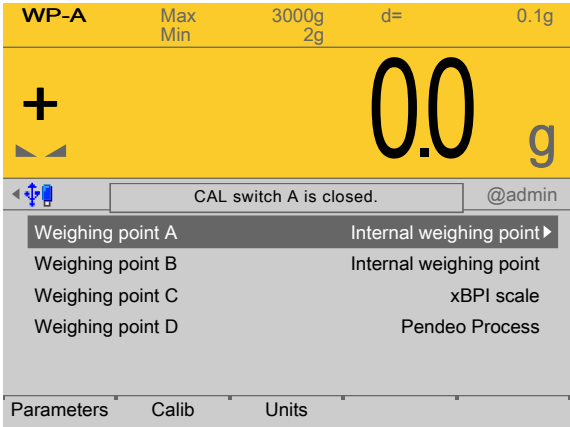 WP-A Max 3000g d= 0.1g
Min 2g
+ 0.0 g
CAL switch A is closed. @admin
Weighing point A Internal weighing point
Weighing point B Internal weighing point
Weighing point C xBPI scale
Weighing point D Pendeo Process
Parameters Calib Units